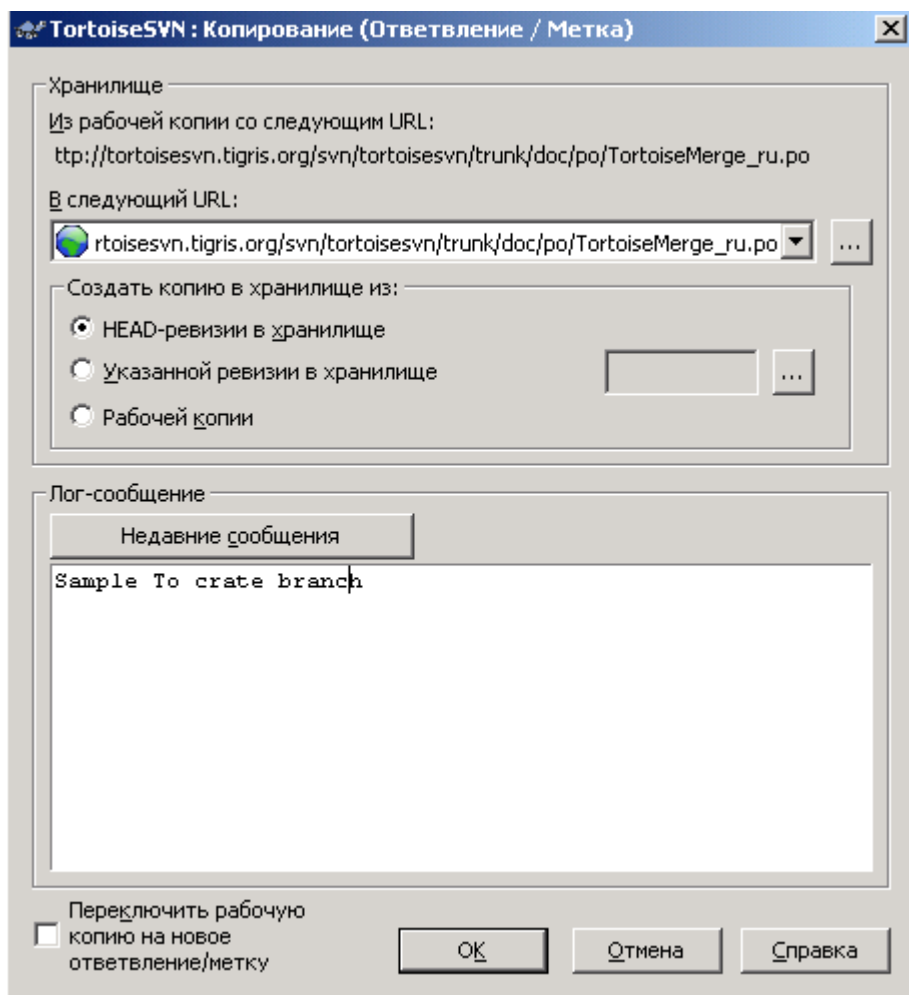 TortoiseSVN : Копирование (Ответвление / Метка)
Хранилище
Из рабочей копии со следующим URL:
ttp://tortoisesvn.tigris.org/svn/tortoisesvn/trunk/doc/po/TortoiseMerge_ru.po
В следующий URL:
rtoisesvn.tigris.org/svn/tortoisesvn/trunk/doc/po/TortoiseMerge_ru.po
...
Создать копию в хранилище из:
HEAD-ревизии в хранилище
Указанной ревизии в хранилище
...
Рабочей копии
Лог-сообщение
Недавние сообщения
Sample To crate branch
Переключить рабочую
копию на новое
ответвление/метку
OK
Отмена
Справка